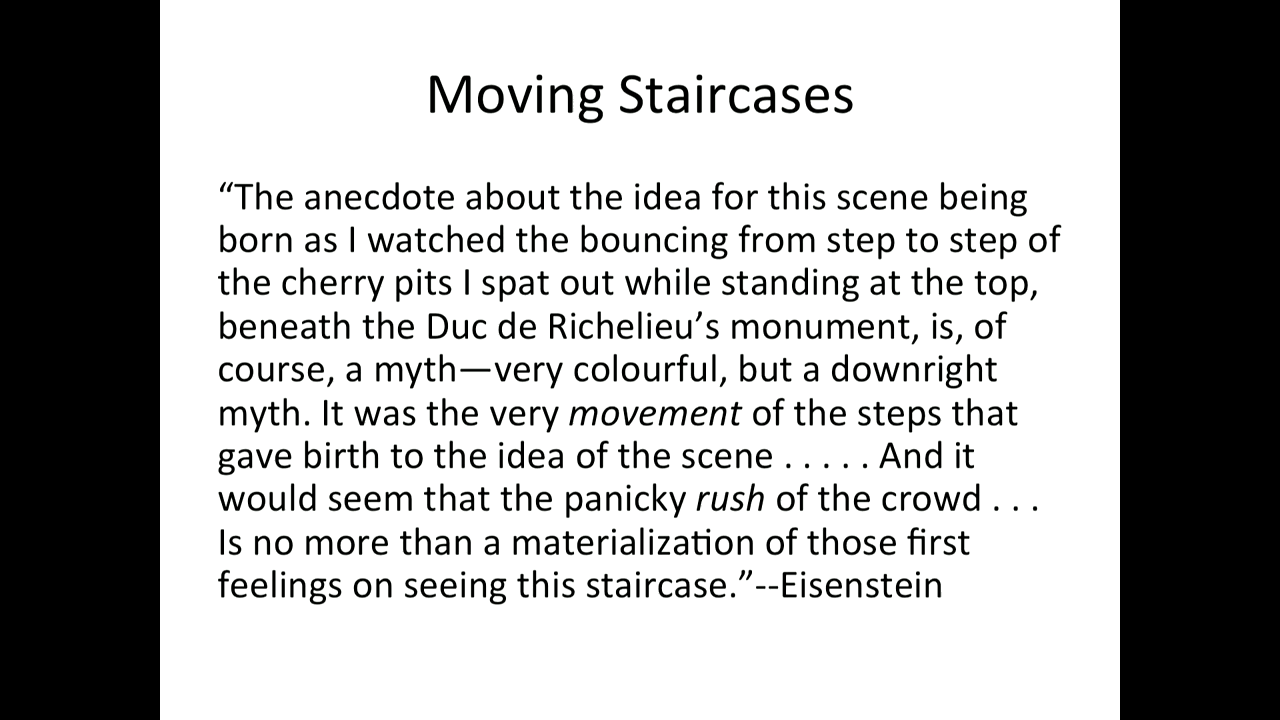 Moving Staircases
“The anecdote about the idea for this scene being
born as I watched the bouncing from step to step of
the cherry pits I spat out while standing at the top,
beneath the Duc de Richelieu’s monument, is, of
course, a myth—very colourful, but a downright
myth. It was the very movement of the steps that
gave birth to the idea of the scene . . . . . And it
would seem that the panicky rush of the crowd . . .
Is no more than a materialization of those first
feelings on seeing this staircase.”--Eisenstein